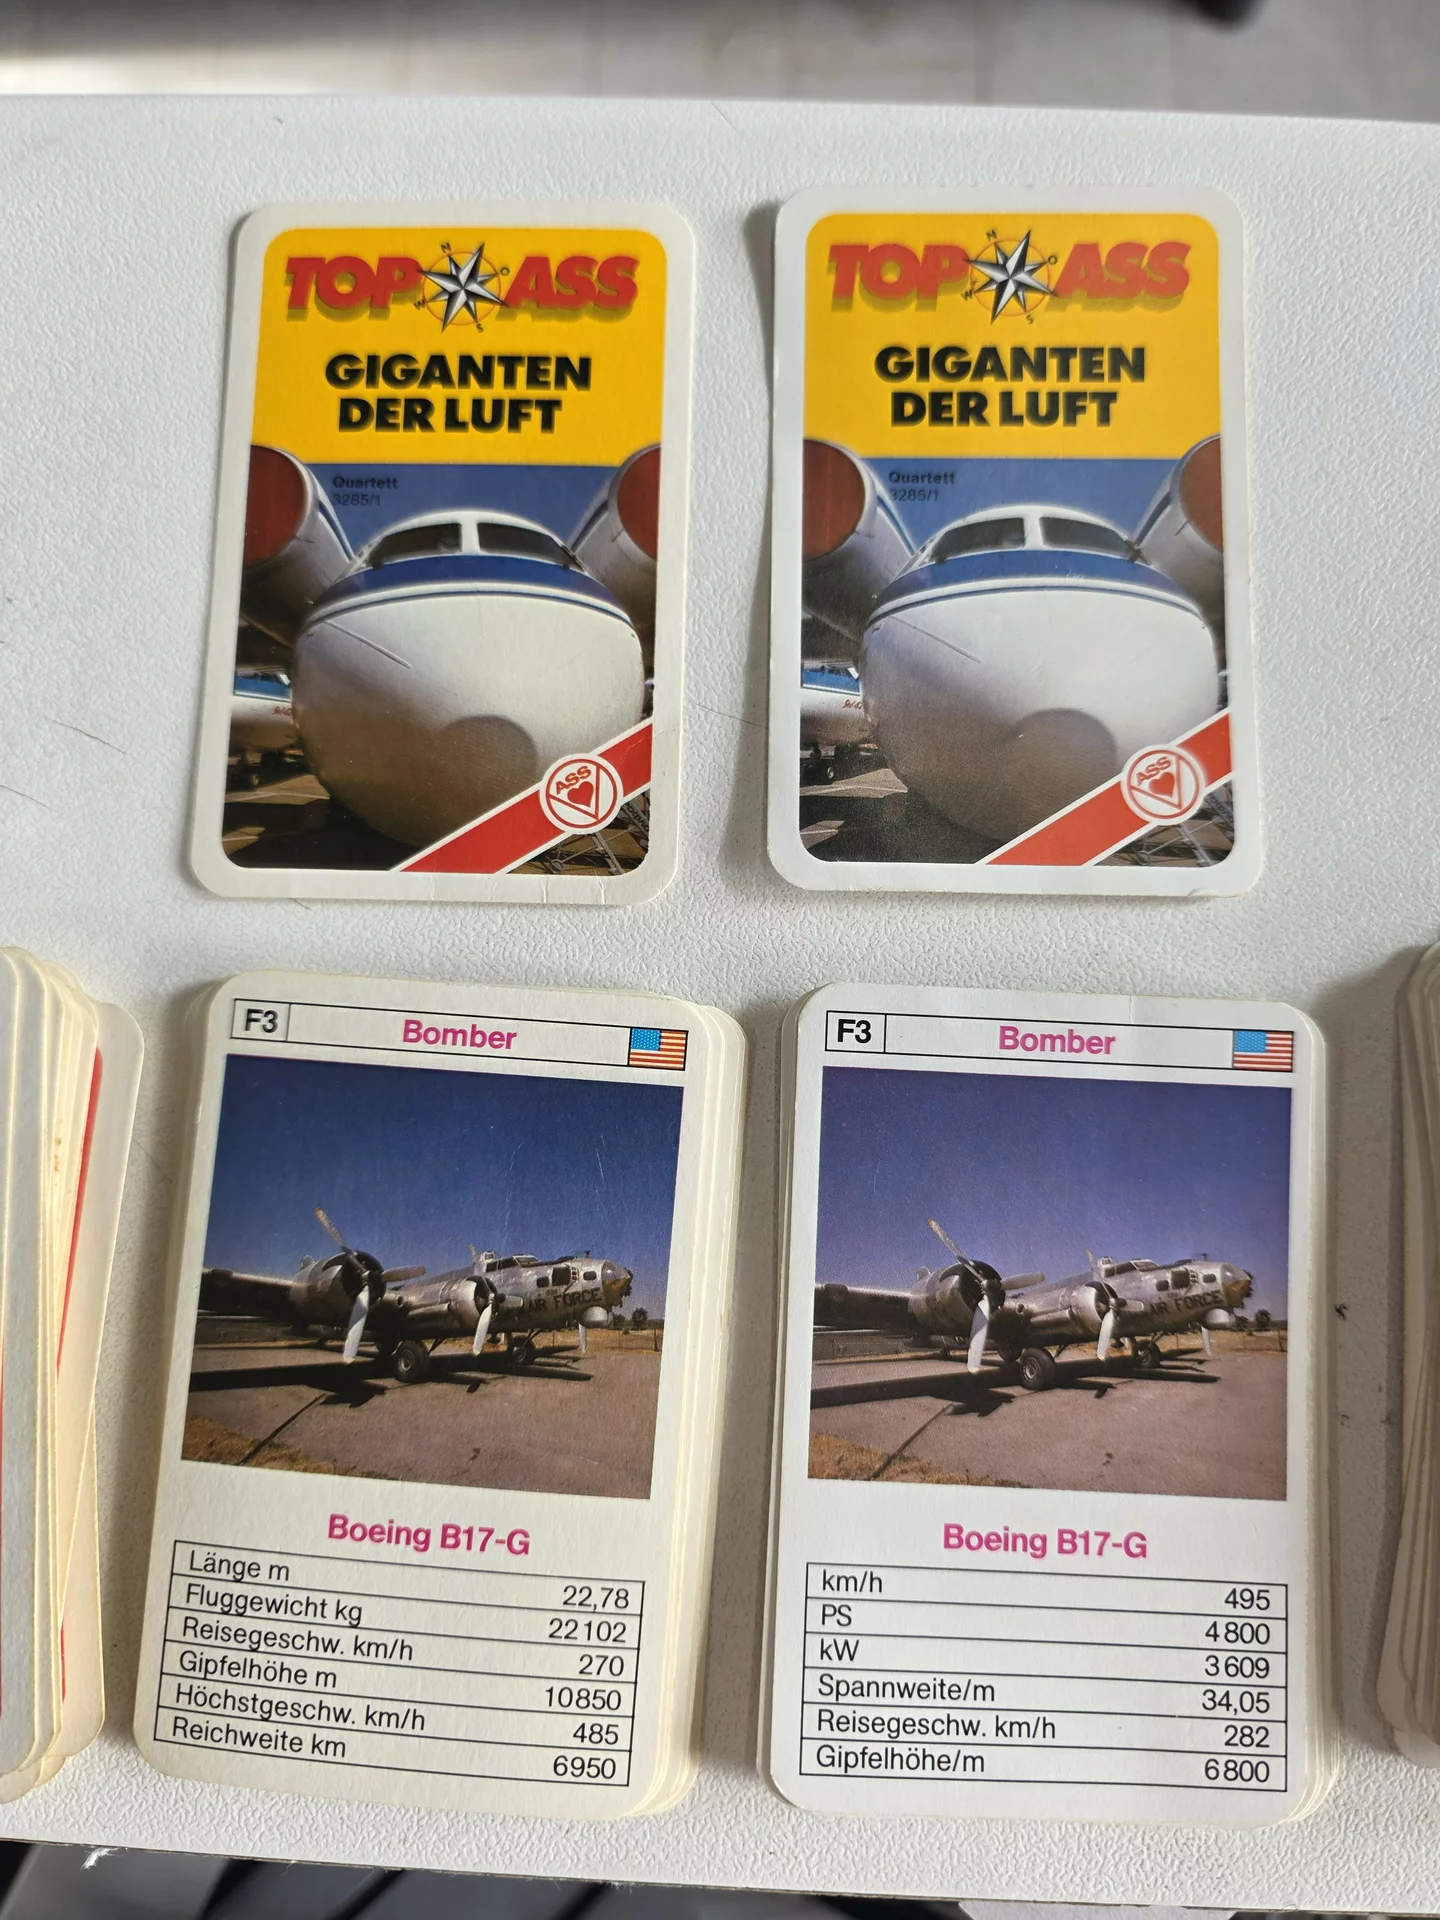 TOP ASS
N
O
W
S
GIGANTEN
DER LUFT
Quartett
3285/1
ASS
TOP ASS
N
O
W
S
GIGANTEN
DER LUFT
Quartett
3285/1
ASS
F3 Bomber
AIR FORCE
Boeing B17-G
Länge m 22,78
Fluggewicht kg 22102
Reisegeschw. km/h 270
Gipfelhöhe m 10850
Höchstgeschw. km/h 485
Reichweite km 6950
F3 Bomber
AIR FORCE
Boeing B17-G
km/h 495
PS 4800
kW 3609
Spannweite/m 34,05
Reisegeschw. km/h 282
Gipfelhöhe/m 6800